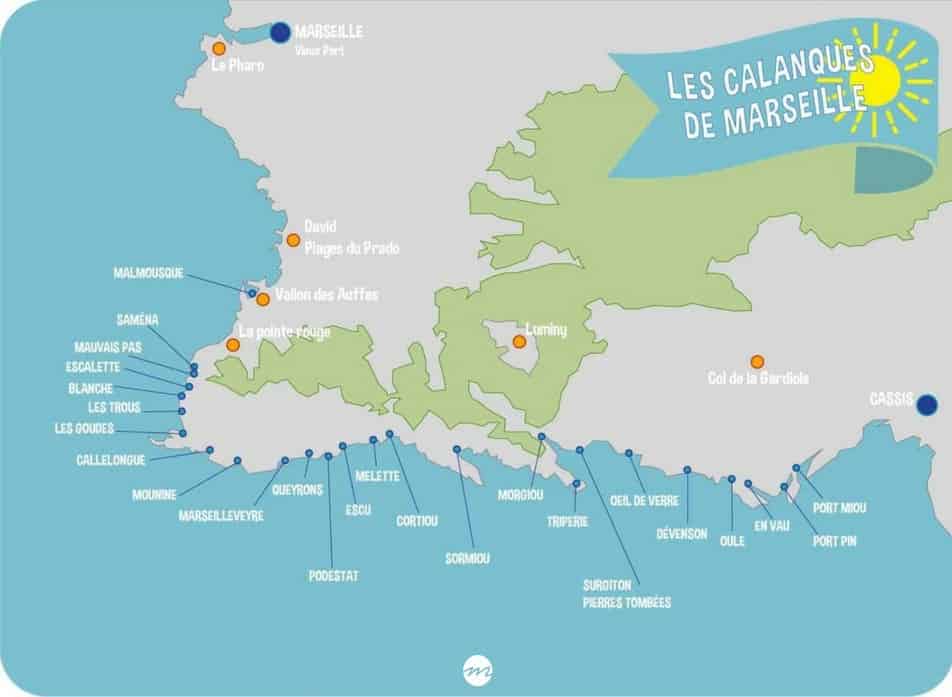 MARSEILLE
Vieux Port
Le Pharo
LES CALANQUES
DE MARSEILLE
David
Plages du Prado
MALMOUSQUE
Vallon des Auffes
SAMÉNA
La pointe rouge
Luminy
MAUVAIS PAS
ESCALETTE
BLANCHE
Col de la Gardiole
LES TROUS
CASSIS
LES GOUDES
CALLELONGUE
MOUNINE
MARSEILLEVEYRE
QUEYRONS
PODESTAT
ESCU
MELETTE
CORTIOU
SORMIOU
MORGIOU
TRIPERIE
SUGITON
PIERRES TOMBÉES
OEIL DE VERRE
DÉVENSON
OULE
EN VAU
PORT MIOU
PORT PIN
m